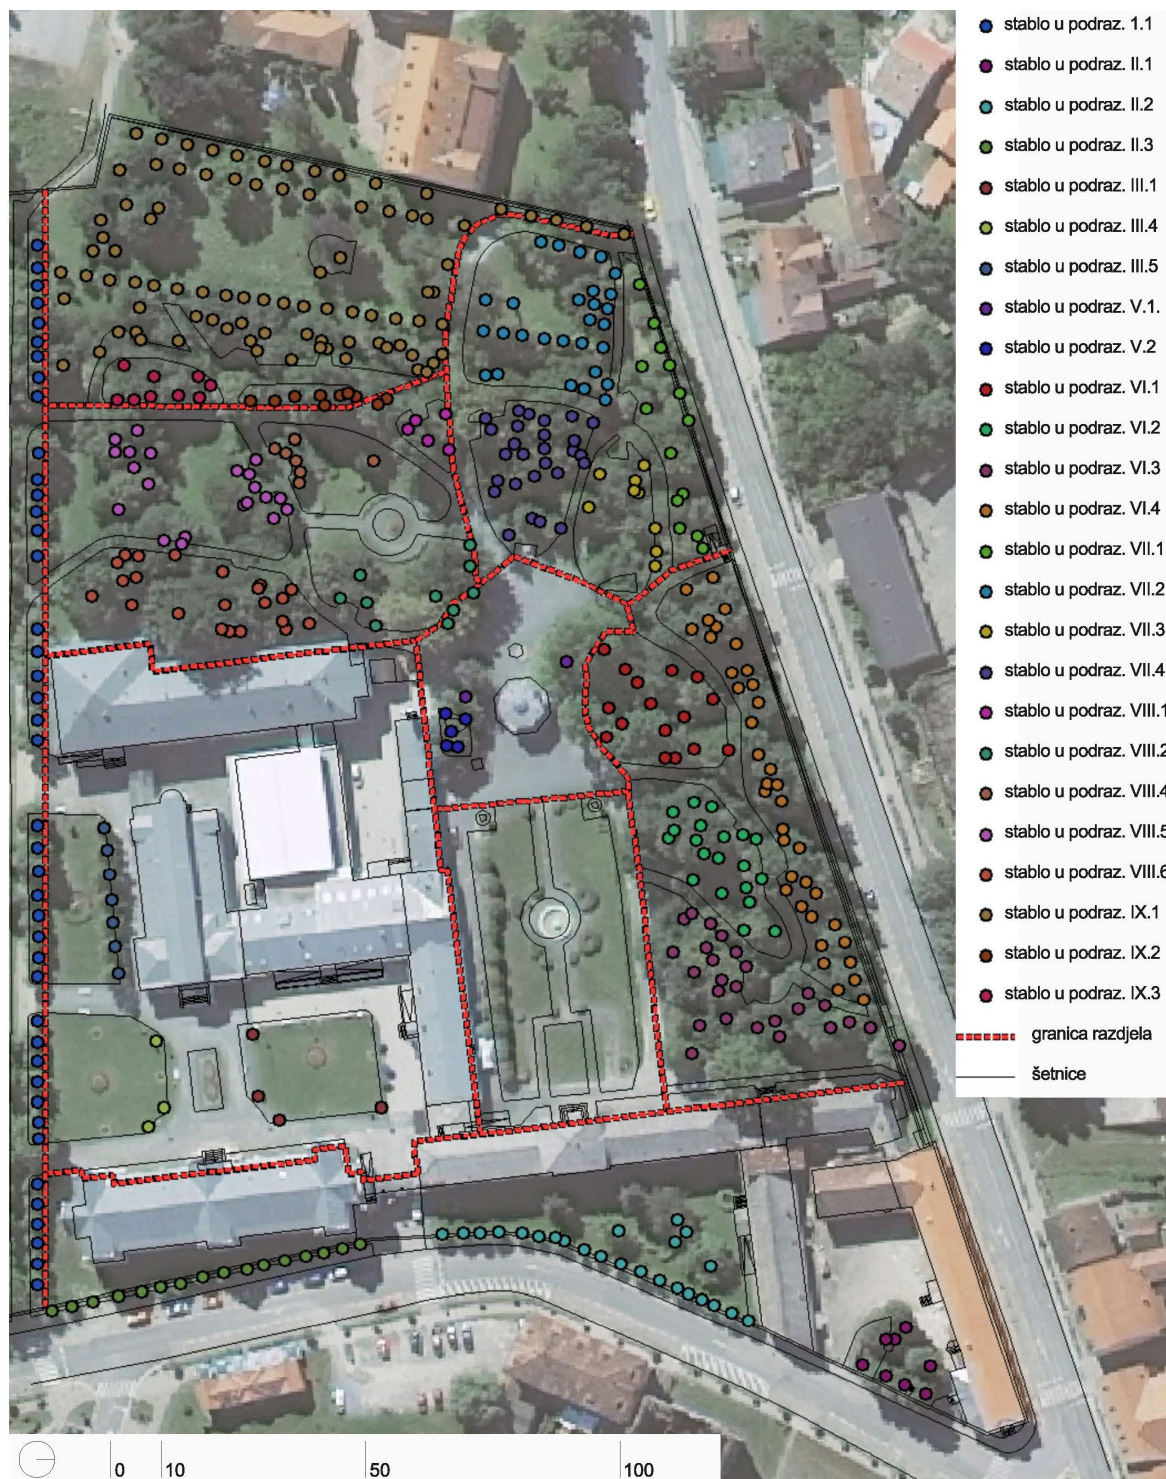 stablo u podraz. 1.1
stablo u podraz. II.1
stablo u podraz. II.2
stablo u podraz. II.3
stablo u podraz. III.1
stablo u podraz. III.4
stablo u podraz. III.5
stablo u podraz. V.1.
stablo u podraz. V.2
stablo u podraz. VI.1
stablo u podraz. VI.2
stablo u podraz. VI.3
stablo u podraz. VI.4
stablo u podraz. VII.1
stablo u podraz. VII.2
stablo u podraz. VII.3
stablo u podraz. VII.4
stablo u podraz. VIII.1
stablo u podraz. VIII.2
stablo u podraz. VIII.4
stablo u podraz. VIII.5
stablo u podraz. VIII.6
stablo u podraz. IX.1
stablo u podraz. IX.2
stablo u podraz. IX.3
granica razdjela
šetnice
0 10 50 100